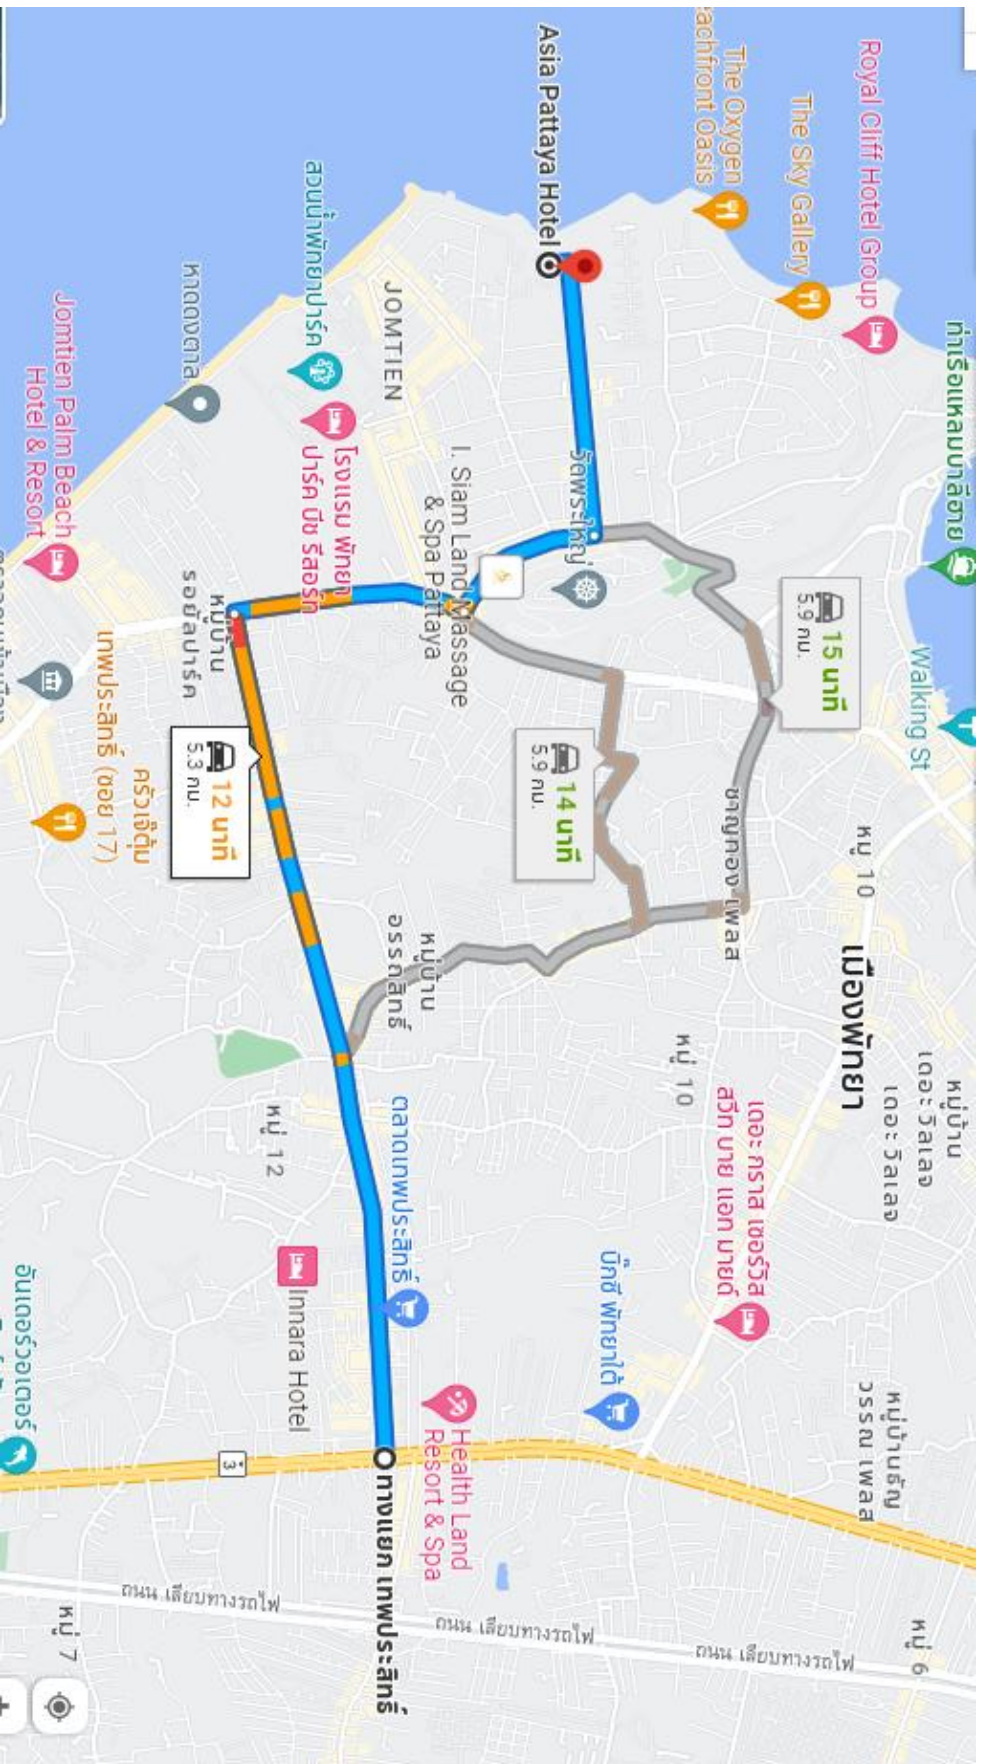 ท่าเรือแหลมบาลีฮาย
Royal Cliff Hotel Group
The Sky Gallery
The Oxygen
eachfront Oasis
Asia Pattaya Hotel
Walking St
15 นาที
5.9 กม.
หมู่ 10
เมืองพัทยา
หมู่บ้าน
เดอะ วิลเลจ
เดอะ วิลเลจ
หมู่บ้านธัญ
วรรณ เพลส
หมู่ 6
วัดพระใหญ่
ชาญทอง เพลส
14 นาที
5.9 กม.
หมู่ 10
เดอะ กราส เซอร์วิส
สวีท บาย แอท มายด์
บิ๊กซี พัทยาใต้
I. Siam Land Massage
& Spa Pattaya
JOMTIEN
สวนน้ำพัทยาปาร์ค
โรงแรม พัทยา
ปาร์ค บีช รีสอร์ท
หมู่บ้าน
อรรถสิทธิ์
ตลาดเทพประสิทธิ์
Health Land
Resort & Spa
ทางแยก เทพประสิทธิ์
หาดดงตาล
หมู่บ้าน
รอยัลปาร์ค
12 นาที
5.3 กม.
หมู่ 12
Innara Hotel
3
ถนน เลียบทางรถไฟ
ถนน เลียบทางรถไฟ
ถนน เลียบทางรถไฟ
Jomtien Palm Beach
Hotel & Resort
ครัวเจ๊ตุ่ม
เทพประสิทธิ์ (ซอย 17)
อันเดอร์วอเตอร์
หมู่ 7